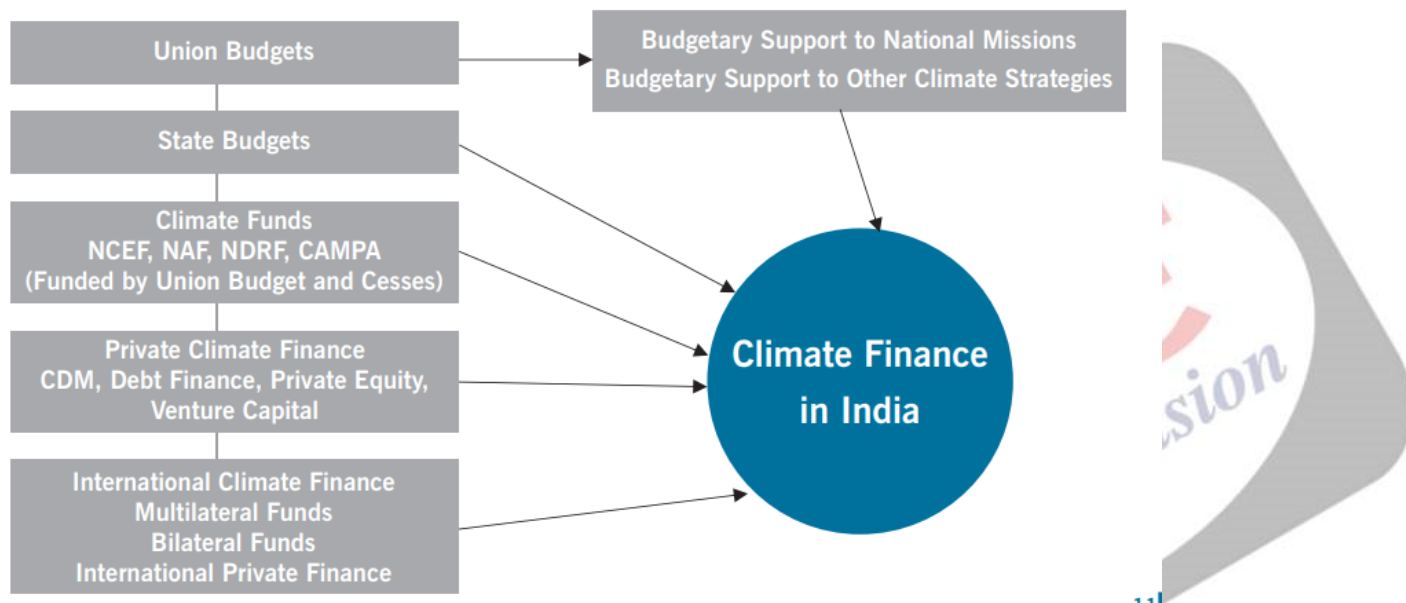 Union Budgets
Budgetary Support to National Missions
Budgetary Support to Other Climate Strategies
State Budgets
Climate Funds
NCEF, NAF, NDRF, CAMPA
(Funded by Union Budget and Cesses)
Private Climate Finance
CDM, Debt Finance, Private Equity,
Venture Capital
International Climate Finance
Multilateral Funds
Bilateral Funds
International Private Finance
Climate Finance
in India